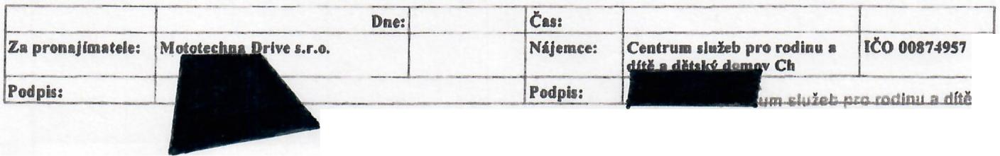 Dne: Čas:
Za pronajímatele: Mototechna Drive s.r.o. Nájemce: Centrum služeb pro rodinu a IČO 00874957
dítě a dětský domov Ch
Podpis: Podpis:
um služeb pro rodinu a dítě